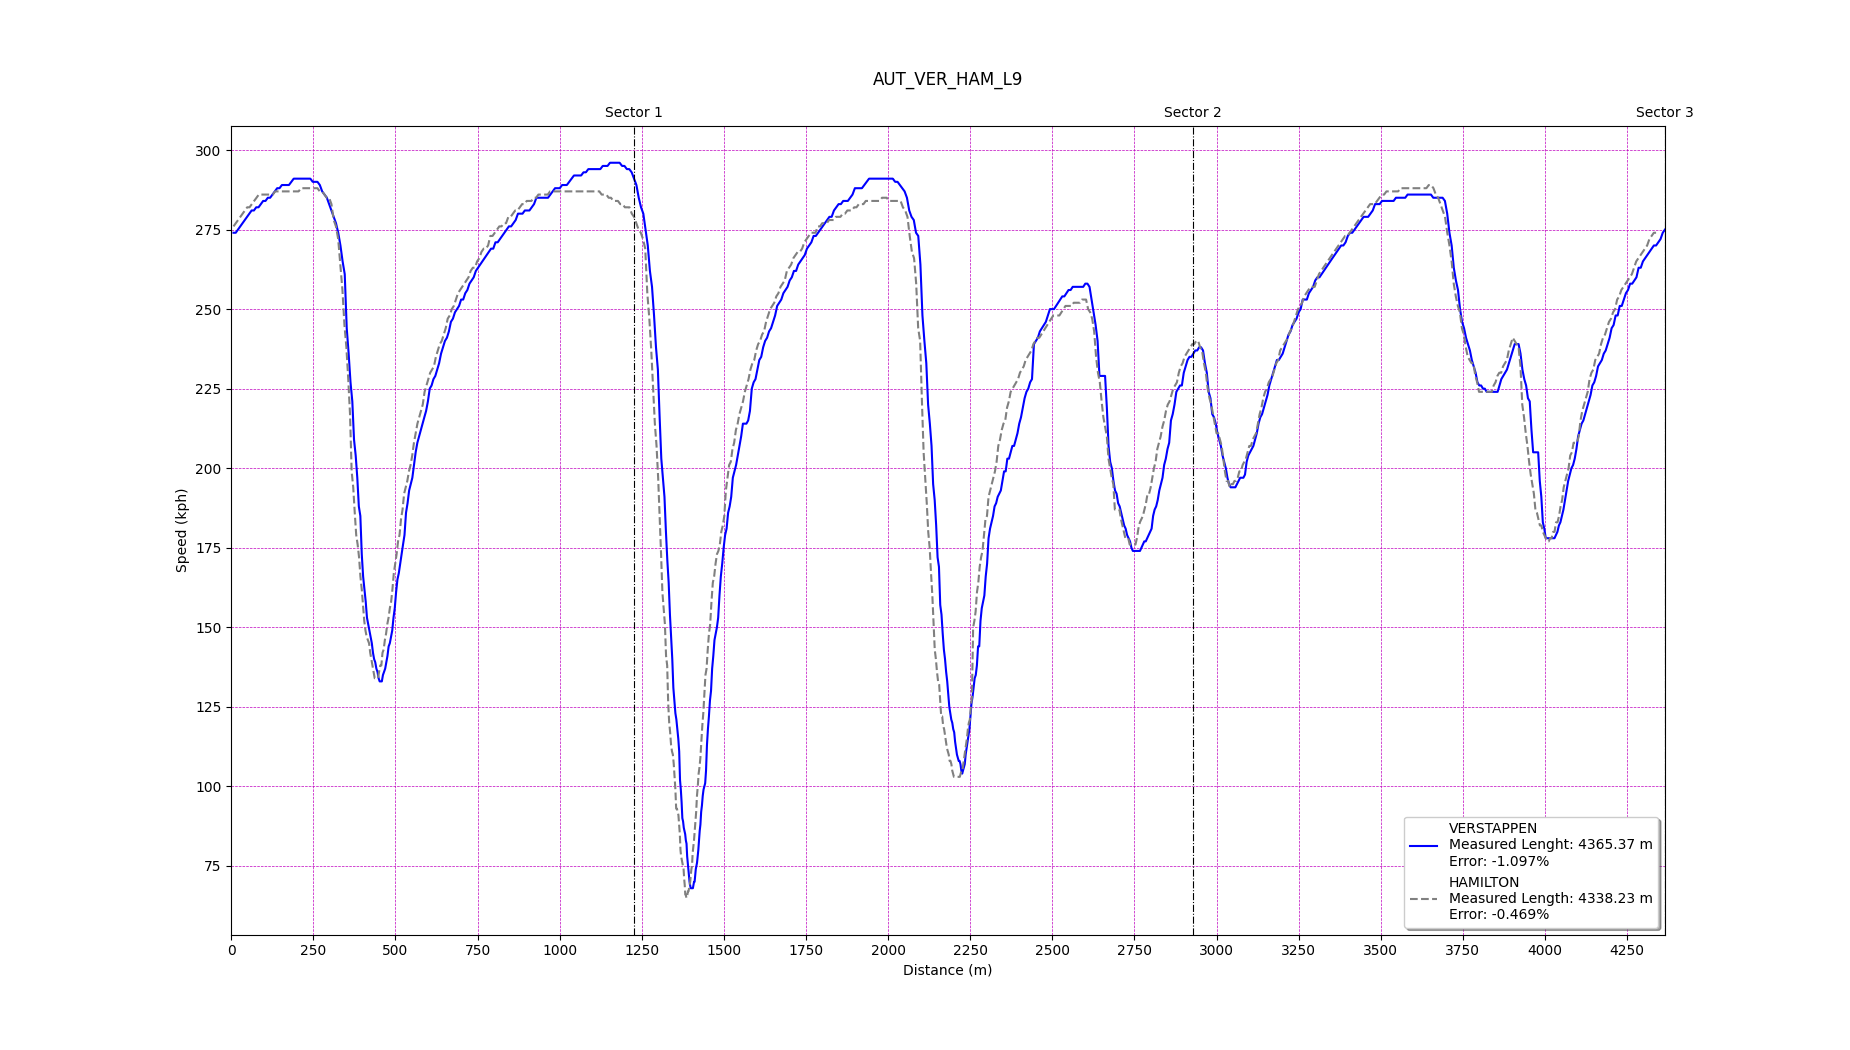 AUT_VER_HAM_L9
Sector 1
Sector 2
Sector 3
300
275
250
225
200
175
150
125
100
75
Speed (kph)
0
250
500
750
1000
1250
1500
1750
2000
2250
2500
2750
3000
3250
3500
3750
4000
4250
Distance (m)
VERSTAPPEN
Measured Lenght: 4365.37 m
Error: -1.097%
HAMILTON
Measured Length: 4338.23 m
Error: -0.469%